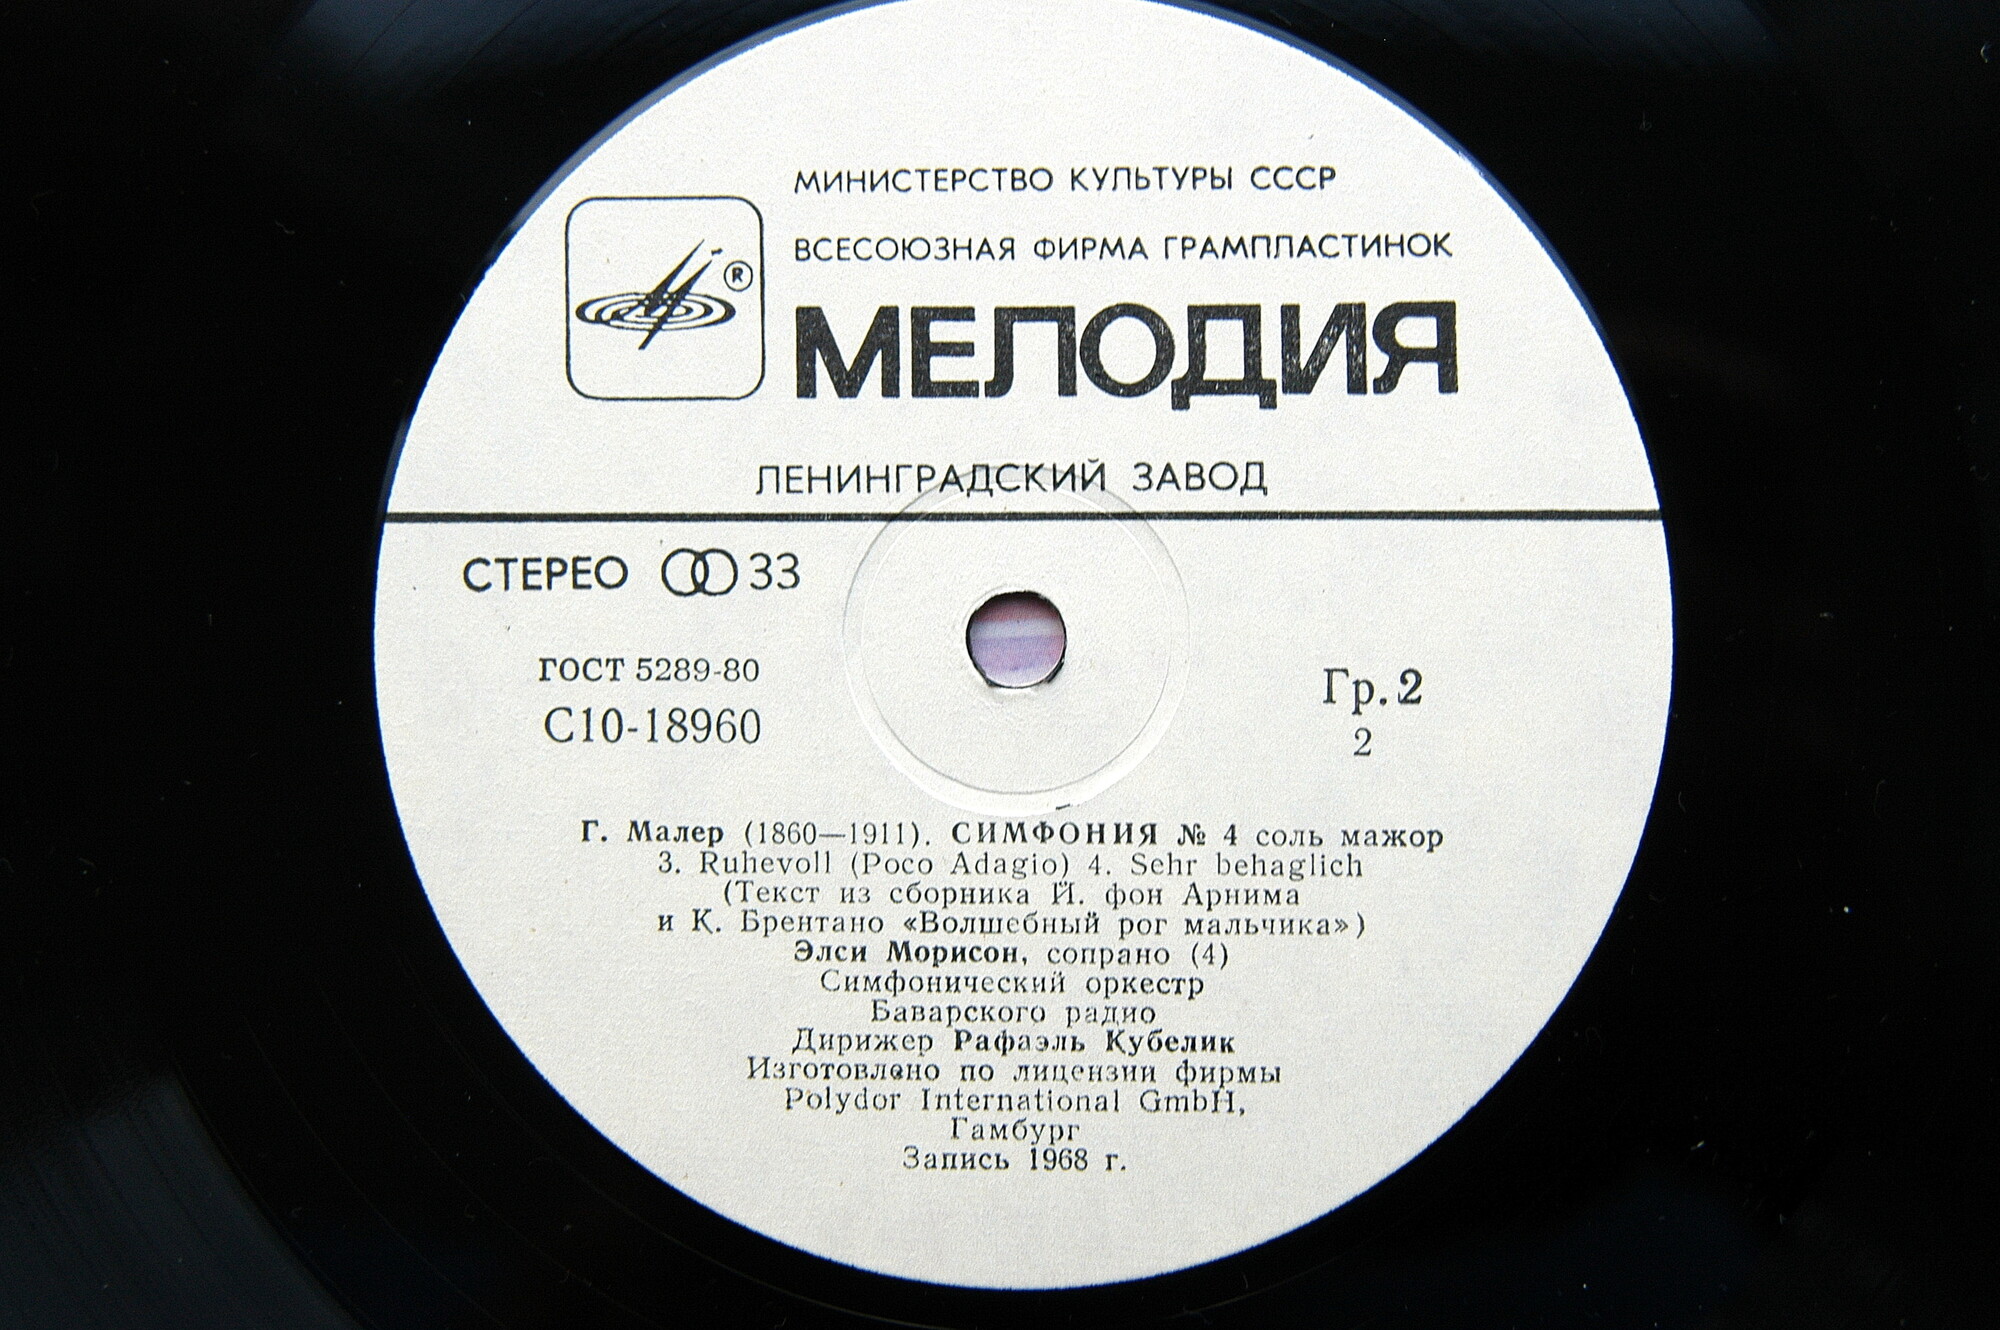 МИНИСТЕРСТВО КУЛЬТУРЫ СССР
ВСЕСОЮЗНАЯ ФИРМА ГРАМПЛАСТИНОК
®
МЕЛОДИЯ
ЛЕНИНГРАДСКИЙ ЗАВОД
СТЕРЕО 33
ГОСТ 5289-80
С10-18960
Гр. 2
2
Г. Малер (1860—1911). СИМФОНИЯ № 4 соль мажор
3. Ruhevoll (Poco Adagio) 4. Sehr behaglich
(Текст из сборника Й. фон Арнима
и К. Брентано «Волшебный рог мальчика»)
Элси Морисон, сопрано (4)
Симфонический оркестр
Баварского радио
Дирижер Рафаэль Кубелик
Изготовлено по лицензии фирмы
Polydor International GmbH,
Гамбург
Запись 1968 г.